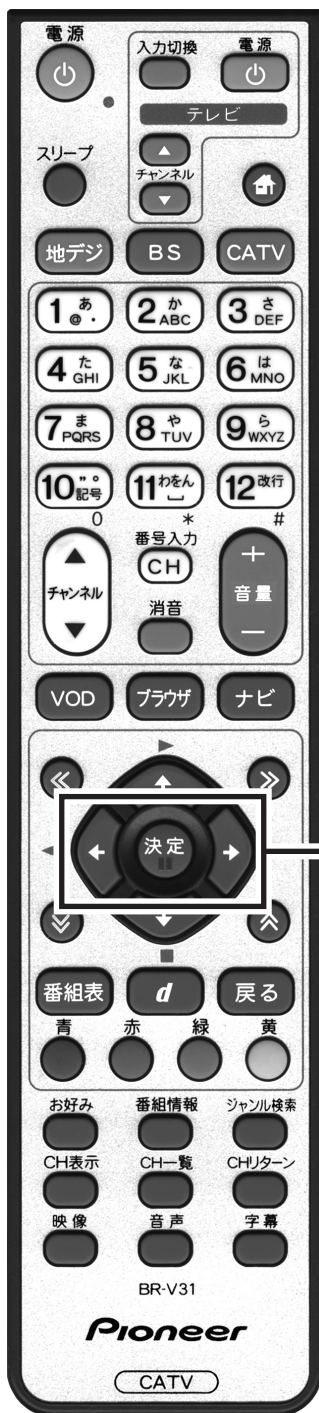 電源
入力切換 電源
テレビ
スリープ
チャンネル
地デジ BS CATV
1 あ @. 2 か ABC 3 さ DEF
4 た GHI 5 な JKL 6 は MNO
7 ま PQRS 8 や TUV 9 ら WXYZ
10 ゛゜ 記号 11 わをん 12 改行
0 * #
番号入力
チャンネル CH + 音量 −
消音
VOD ブラウザ ナビ
決定
番組表 d 戻る
青 赤 緑 黄
お好み 番組情報 ジャンル検索
CH表示 CH一覧 CHリターン
映像 音声 字幕
BR-V31
Pioneer
CATV